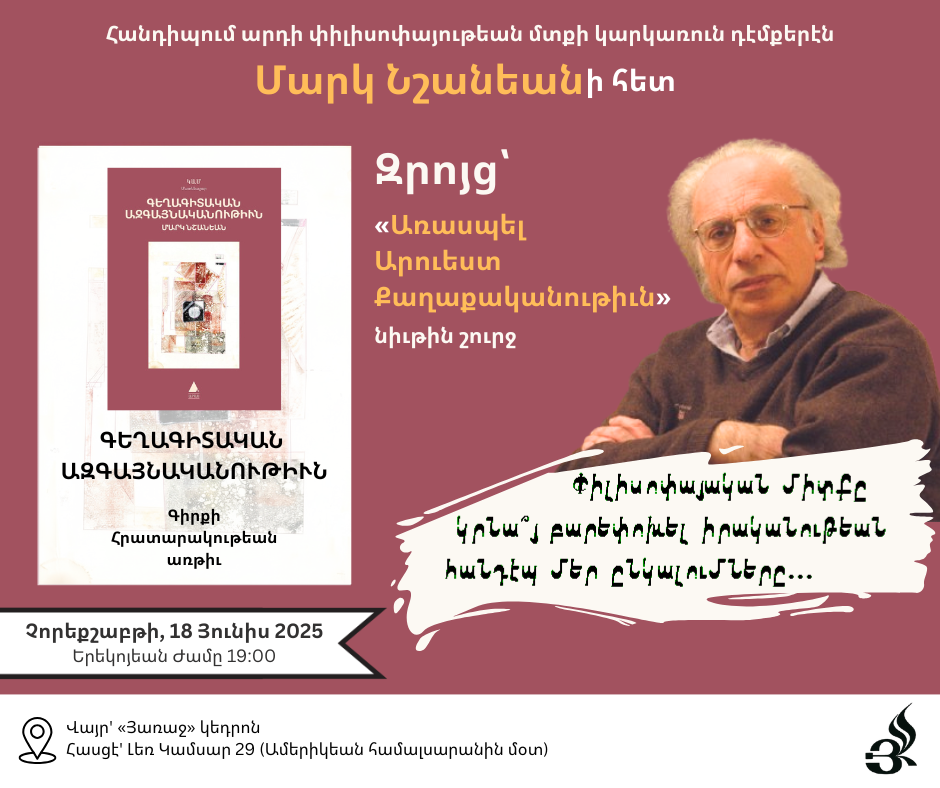 Հանդիպում արդի փիլիսոփայութեան մտքի կարկառուն դէմքերէն
Մարկ Նշանեանի հետ
ԳԵՂԱԳԻՏԱԿԱՆ
ԱԶԳԱՅՆԱԿԱՆՈՒԹԻՒՆ
ՄԱՐԿ ՆՇԱՆԵԱՆ
ԳԵՂԱԳԻՏԱԿԱՆ
ԱԶԳԱՅՆԱԿԱՆՈՒԹԻՒՆ
Գիրքի
Հրատարակութեան
առթիւ
Զրոյց՝
«Առասպել
Արուեստ
Քաղաքականութիւն»
նիւթին շուրջ
Փիլիսոփայական Միտքը
կրնա՞յ բարեփոխել իրականութեան
հանդէպ մեր ընկալումները...
Չորեքշաբթի, 18 Յունիս 2025
Երեկոյեան Ժամը 19:00
Վայր' «Յառաջ» կեդրոն
Հասցէ' Լեռ Կամսար 29 (Ամերիկեան համալսարանին մօտ)